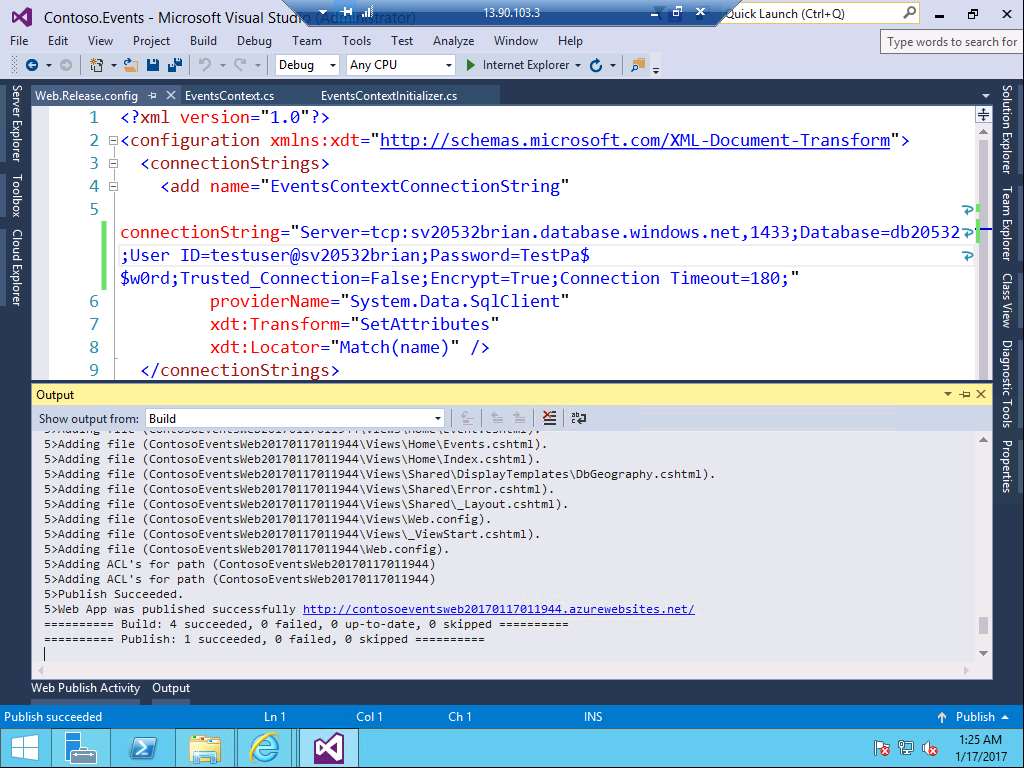 Contoso.Events - Microsoft Visual Studio (Administrator)
13.90.103.3
Quick Launch (Ctrl+Q)
File Edit View Project Build Debug Team Tools Test Analyze Window Help
Type words to search for
Debug Any CPU Internet Explorer
Web.Release.config EventsContext.cs EventsContextInitializer.cs
Server Explorer
Toolbox
Cloud Explorer
1 <?xml version="1.0"?>
2 <configuration xmlns:xdt="http://schemas.microsoft.com/XML-Document-Transform">
3 <connectionStrings>
4 <add name="EventsContextConnectionString"
5
connectionString="Server=tcp:sv20532brian.database.windows.net,1433;Database=db20532
;User ID=testuser@sv20532brian;Password=TestPa$
$w0rd;Trusted_Connection=False;Encrypt=True;Connection Timeout=180;"
6 providerName="System.Data.SqlClient"
7 xdt:Transform="SetAttributes"
8 xdt:Locator="Match(name)" />
9 </connectionStrings>
Solution Explorer
Team Explorer
Class View
Diagnostic Tools
Properties
Output
Show output from: Build
5>Adding file (ContosoEventsWeb20170117011944\Views\Home\Event.cshtml).
5>Adding file (ContosoEventsWeb20170117011944\Views\Home\Events.cshtml).
5>Adding file (ContosoEventsWeb20170117011944\Views\Home\Index.cshtml).
5>Adding file (ContosoEventsWeb20170117011944\Views\Shared\DisplayTemplates\DbGeography.cshtml).
5>Adding file (ContosoEventsWeb20170117011944\Views\Shared\Error.cshtml).
5>Adding file (ContosoEventsWeb20170117011944\Views\Shared\_Layout.cshtml).
5>Adding file (ContosoEventsWeb20170117011944\Views\Web.config).
5>Adding file (ContosoEventsWeb20170117011944\Views\_ViewStart.cshtml).
5>Adding file (ContosoEventsWeb20170117011944\Web.config).
5>Adding ACL's for path (ContosoEventsWeb20170117011944)
5>Adding ACL's for path (ContosoEventsWeb20170117011944)
5>Publish Succeeded.
5>Web App was published successfully http://contosoeventsweb20170117011944.azurewebsites.net/
========== Build: 4 succeeded, 0 failed, 0 up-to-date, 0 skipped ==========
========== Publish: 1 succeeded, 0 failed, 0 skipped ==========
Web Publish Activity Output
Publish succeeded Ln 1 Col 1 Ch 1 INS Publish
1:25 AM
1/17/2017